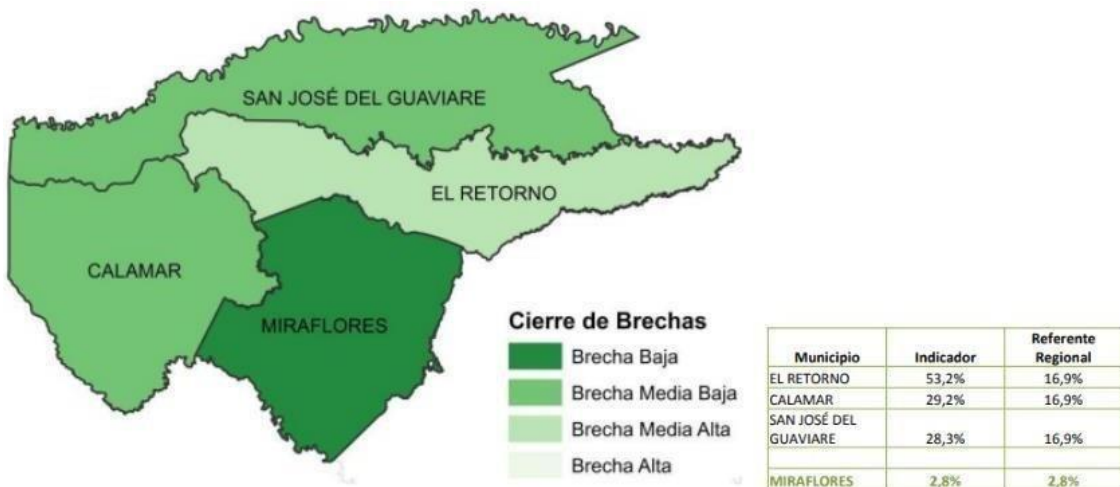 SAN JOSÉ DEL GUAVIARE
EL RETORNO
CALAMAR
MIRAFLORES
Cierre de Brechas
Brecha Baja
Brecha Media Baja
Brecha Media Alta
Brecha Alta
Municipio Indicador Referente Regional
EL RETORNO 53,2% 16,9%
CALAMAR 29,2% 16,9%
SAN JOSÉ DEL GUAVIARE 28,3% 16,9%
MIRAFLORES 2,8% 2,8%